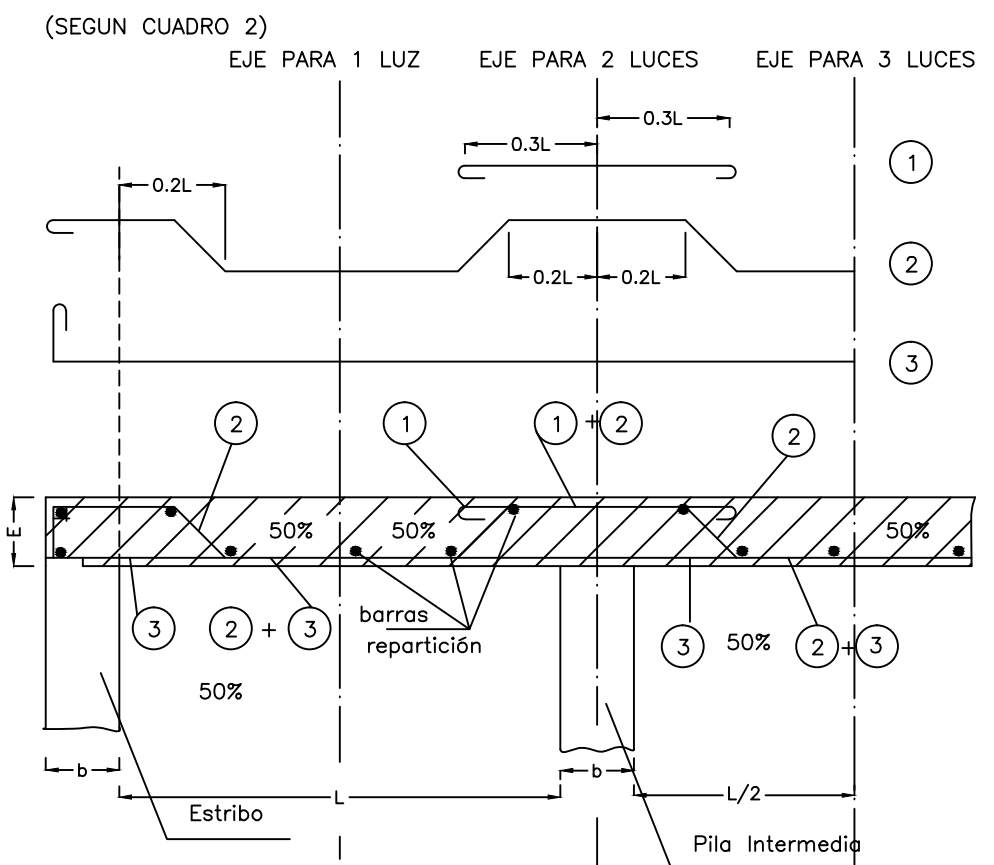 (SEGUN CUADRO 2)
EJE PARA 1 LUZ
EJE PARA 2 LUCES
EJE PARA 3 LUCES
0.3L
0.3L
1
0.2L
2
0.2L
0.2L
3
2
1
1 + 2
2
E
50%
50%
50%
3
2 + 3
barras
repartición
3
50%
2 + 3
50%
b
L
b
L/2
Estribo
Pila Intermedia